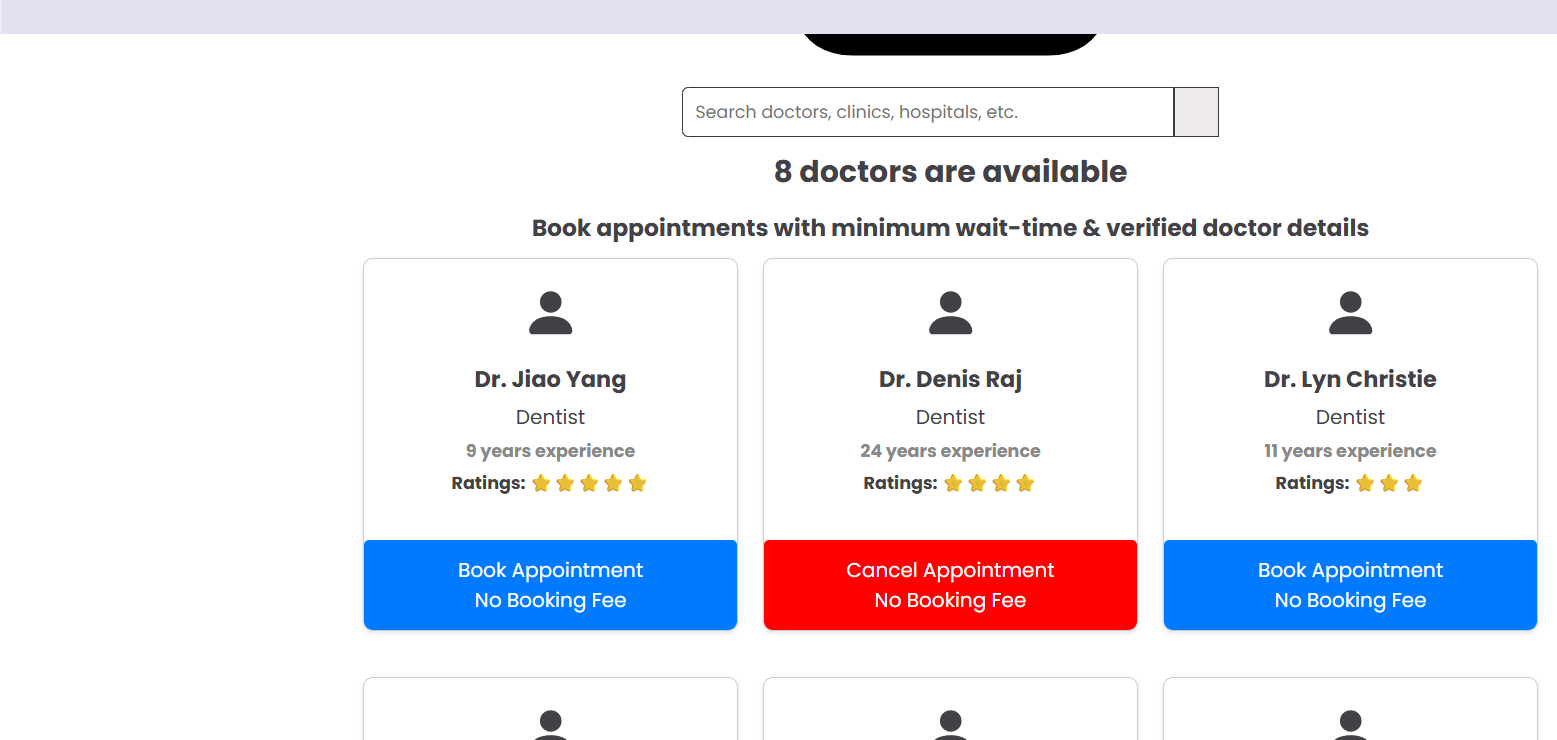 Search doctors, clinics, hospitals, etc.
8 doctors are available
Book appointments with minimum wait-time & verified doctor details
Dr. Jiao Yang
Dentist
9 years experience
Ratings:
Book Appointment
No Booking Fee
Dr. Denis Raj
Dentist
24 years experience
Ratings:
Cancel Appointment
No Booking Fee
Dr. Lyn Christie
Dentist
11 years experience
Ratings:
Book Appointment
No Booking Fee